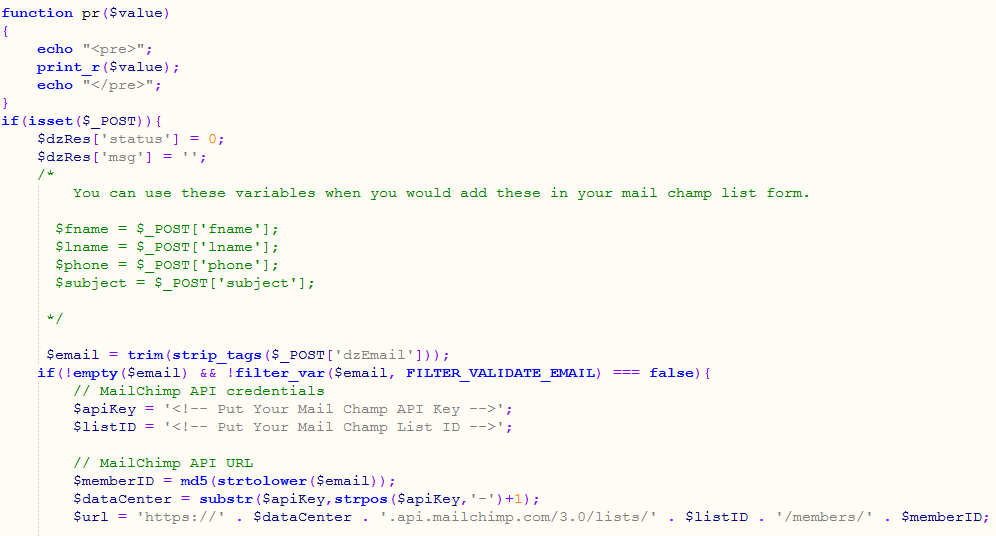 function pr($value)
{
    echo "<pre>";
    print_r($value);
    echo "</pre>";
}
if(isset($_POST)){
    $dzRes['status'] = 0;
    $dzRes['msg'] = '';
    /*
        You can use these variables when you would add these in your mail champ list form.
      $fname = $_POST['fname'];
      $lname = $_POST['lname'];
      $phone = $_POST['phone'];
      $subject = $_POST['subject'];
     */
     $email = trim(strip_tags($_POST['dzEmail']));
    if(!empty($email) && !filter_var($email, FILTER_VALIDATE_EMAIL) === false){
        // MailChimp API credentials
        $apiKey = '<!-- Put Your Mail Champ API Key -->';
        $listID = '<!-- Put Your Mail Champ List ID -->';
        // MailChimp API URL
        $memberID = md5(strtolower($email));
        $dataCenter = substr($apiKey,strpos($apiKey,'-')+1);
        $url = 'https://' . $dataCenter . '.api.mailchimp.com/3.0/lists/' . $listID . '/members/' . $memberID;